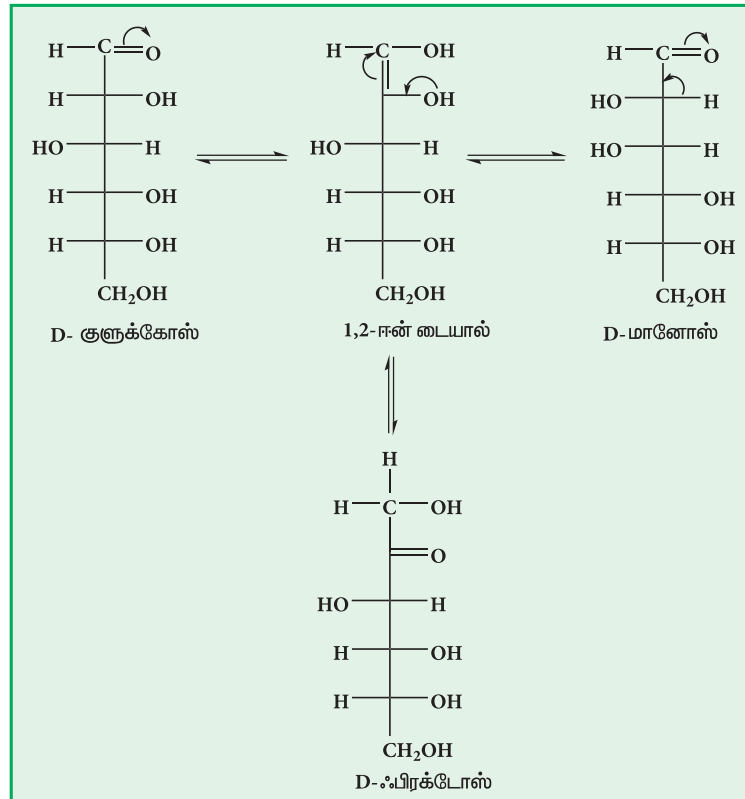 H C O H C OH H C O
H OH OH HO H
HO H HO H HO H
H OH H OH H OH
H OH H OH H OH
CH₂OH CH₂OH CH₂OH
D- குளுக்கோஸ் 1,2-ஈன் டையால் D-மானோஸ்
H
H C OH
O
HO H
H OH
H OH
CH₂OH
D-ஃபிரக்டோஸ்